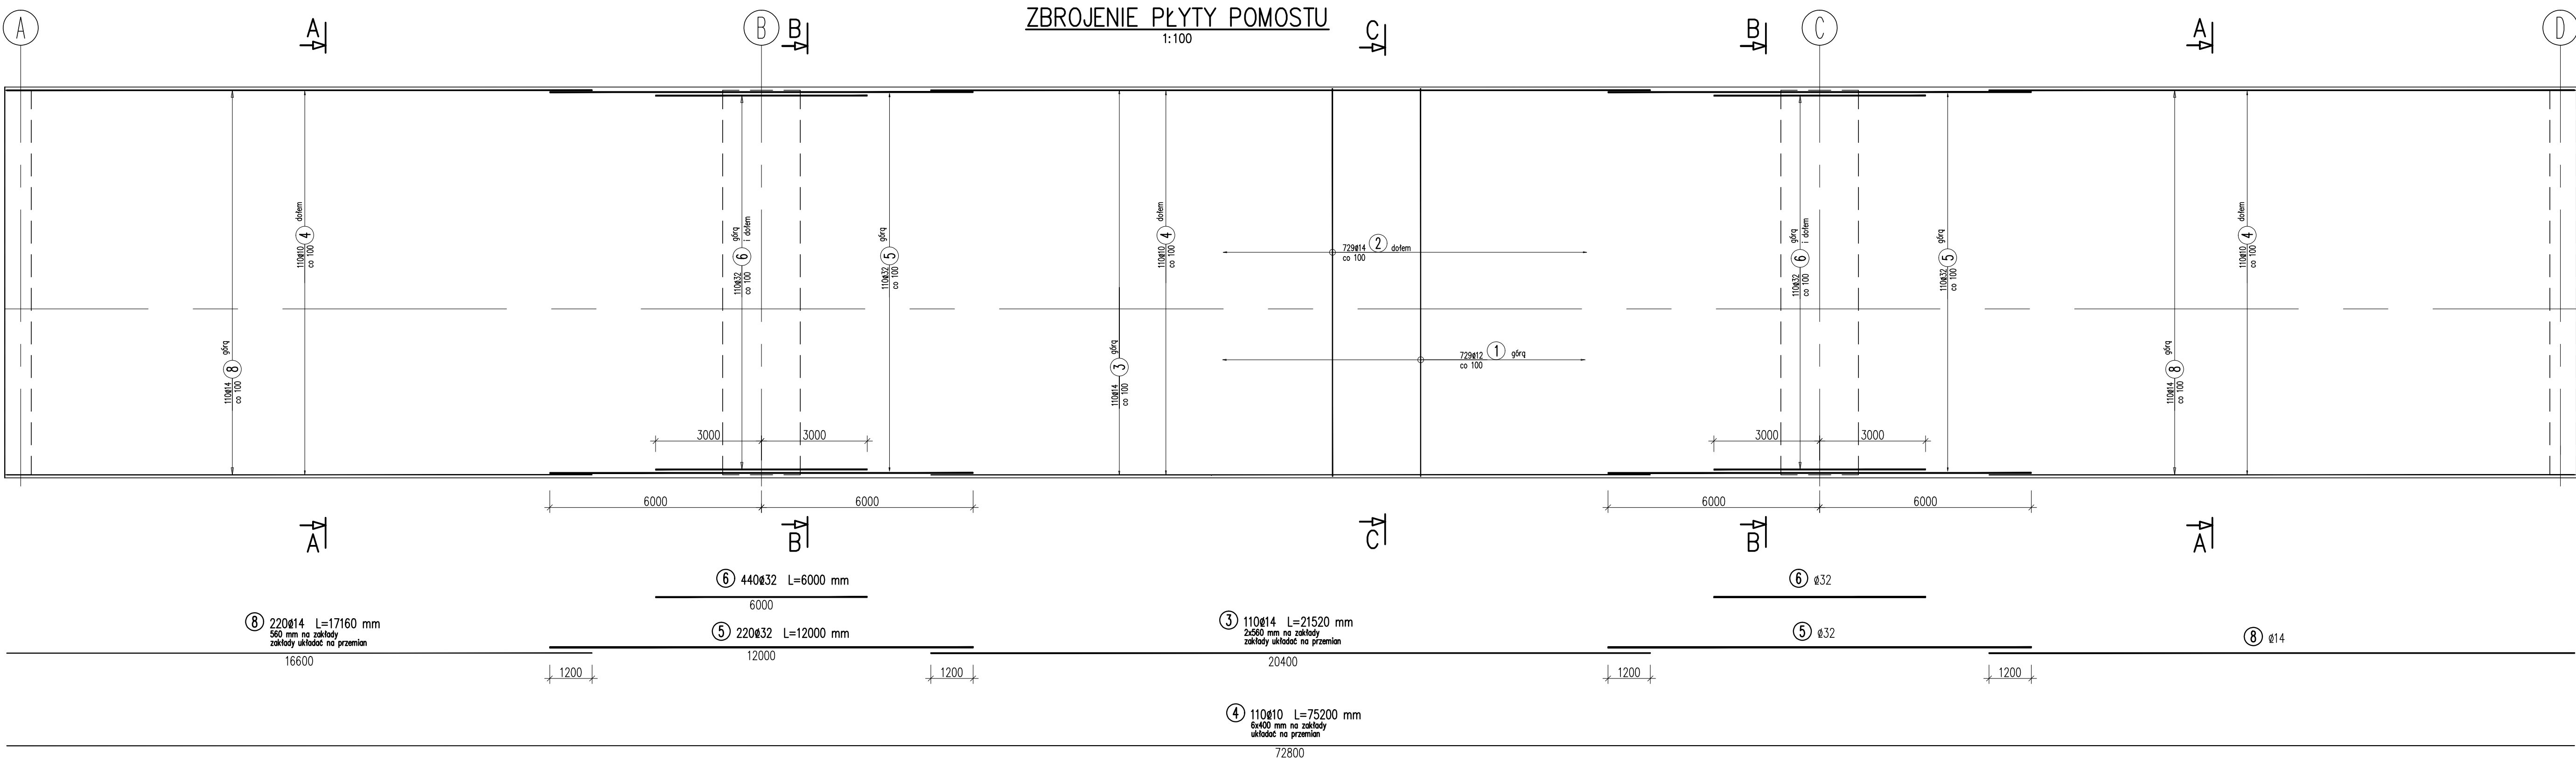 ZBROJENIE PŁYTY POMOSTU
1:100
A
A
B
B
C
B
C
A
D
górą
8
110ø14
co 100
dołem
4
110ø10
co 100
górą
i dołem
6
110ø32
co 100
górą
5
110ø32
co 100
górą
3
110ø14
co 100
dołem
4
110ø10
co 100
729ø14 2 dołem
co 100
729ø12 1 górą
co 100
górą
i dołem
6
110ø32
co 100
górą
5
110ø32
co 100
górą
8
110ø14
co 100
dołem
4
110ø10
co 100
3000 3000
3000 3000
6000 6000
6000 6000
A
B
C
B
A
6 440ø32 L=6000 mm
6000
6 ø32
8 220ø14 L=17160 mm
560 mm na zakłady
zakłady układać na przemian
16600
5 220ø32 L=12000 mm
12000
3 110ø14 L=21520 mm
2x560 mm na zakłady
zakłady układać na przemian
20400
5 ø32
8 ø14
1200
1200
1200
1200
4 110ø10 L=75200 mm
6x400 mm na zakłady
układać na przemian
72800